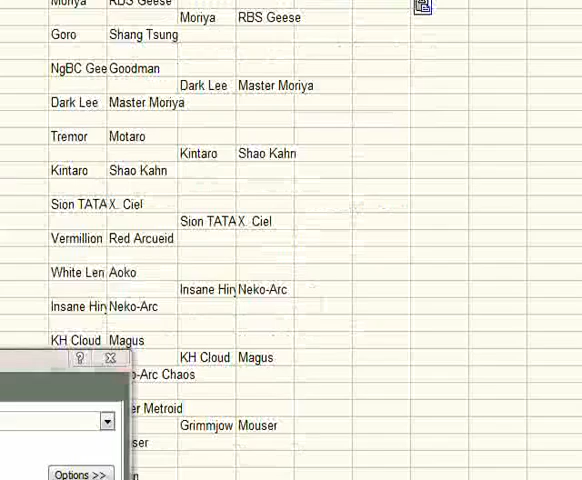 Moriya RBS Geese
Moriya RBS Geese
Goro Shang Tsung
NgBC Gee Goodman
Dark Lee Master Moriya
Dark Lee Master Moriya
Tremor Motaro
Kintaro Shao Kahn
Kintaro Shao Kahn
Sion TATA X. Ciel
Sion TATA X. Ciel
Vermillion Red Arcueid
White Len Aoko
Insane Hir Neko-Arc
Insane Hir Neko-Arc
KH Cloud Magus
KH Cloud Magus
o-Arc Chaos
er Metroid
Grimmjow Mouser
ser
Options >>